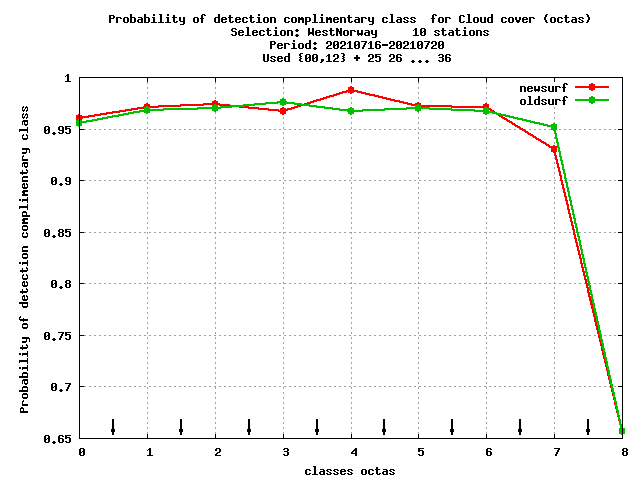 Probability of detection complimentary class  for Cloud cover (octas)
Selection: WestNorway     10 stations
Period: 20210716-20210720
Used {00,12} + 25 26 ... 36
newsurf
oldsurf
Probability of detection complimentary class
1
0.95
0.9
0.85
0.8
0.75
0.7
0.65
0 1 2 3 4 5 6 7 8
classes octas